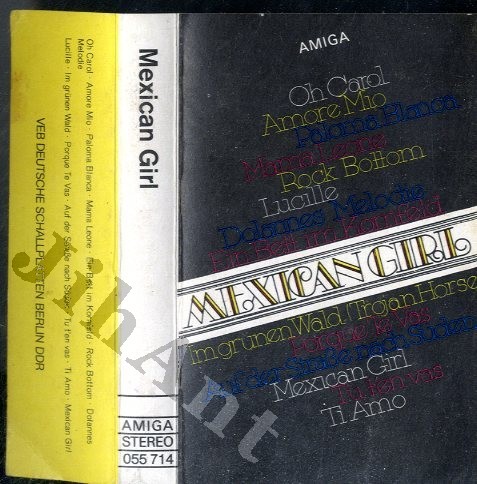 Oh Carol · Amore Mio · Paloma Blanca · Mama Leone · Ein Bett im Kornfeld · Rock Bottom · Dolannes
Melodie
Lucille · Im grünen Wald · Porque Te Vas · Auf der Straße nach Süden · Tu t'en vas · Ti Amo · Mexican Girl
VEB DEUTSCHE SCHALLPLATTEN BERLIN DDR
Mexican Girl
AMIGA
STEREO
055 714
AMIGA
Oh Carol
Amore Mio
Paloma Blanca
Mama Leone
Rock Bottom
Lucille
Dolannes Melodie
Ein Bett im Kornfeld
MEXICAN GIRL
Im grünen Wald/Trojan Horse
Porque Te Vas
Auf der Straße nach Süden
Mexican Girl
Tu t'en vas
Ti Amo
JihAnt